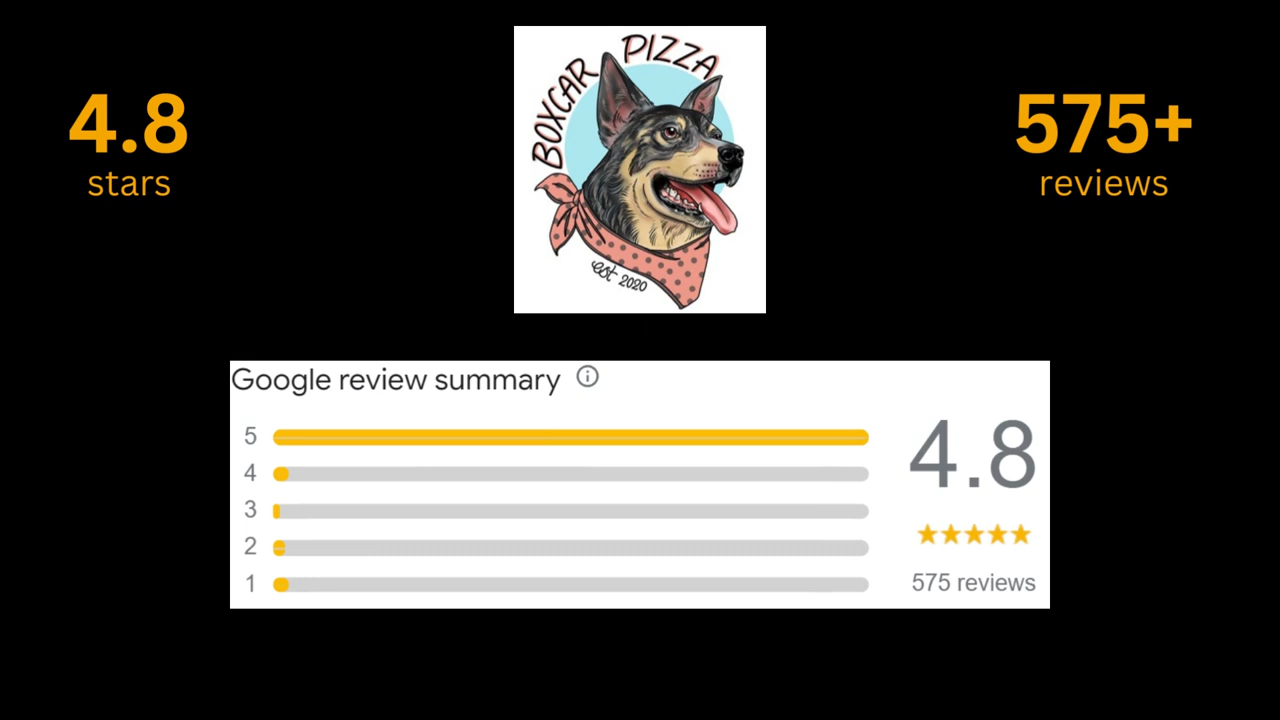 4.8
stars
BOXCAR PIZZA
est 2020
575+
reviews
Google review summary
5
4
3
2
1
4.8
575 reviews